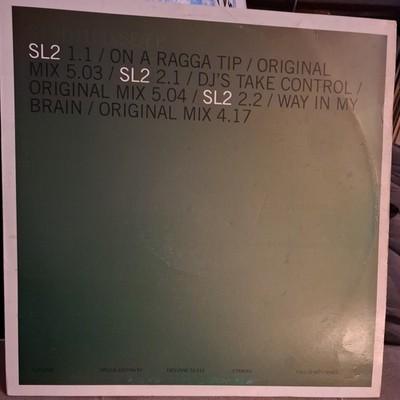 SL2 1.1 / ON A RAGGA TIP / ORIGINAL
MIX 5.03 / SL2 2.1 / DJ'S TAKE CONTROL /
ORIGINAL MIX 5.04 / SL2 2.2 / WAY IN MY
BRAIN / ORIGINAL MIX 4.17